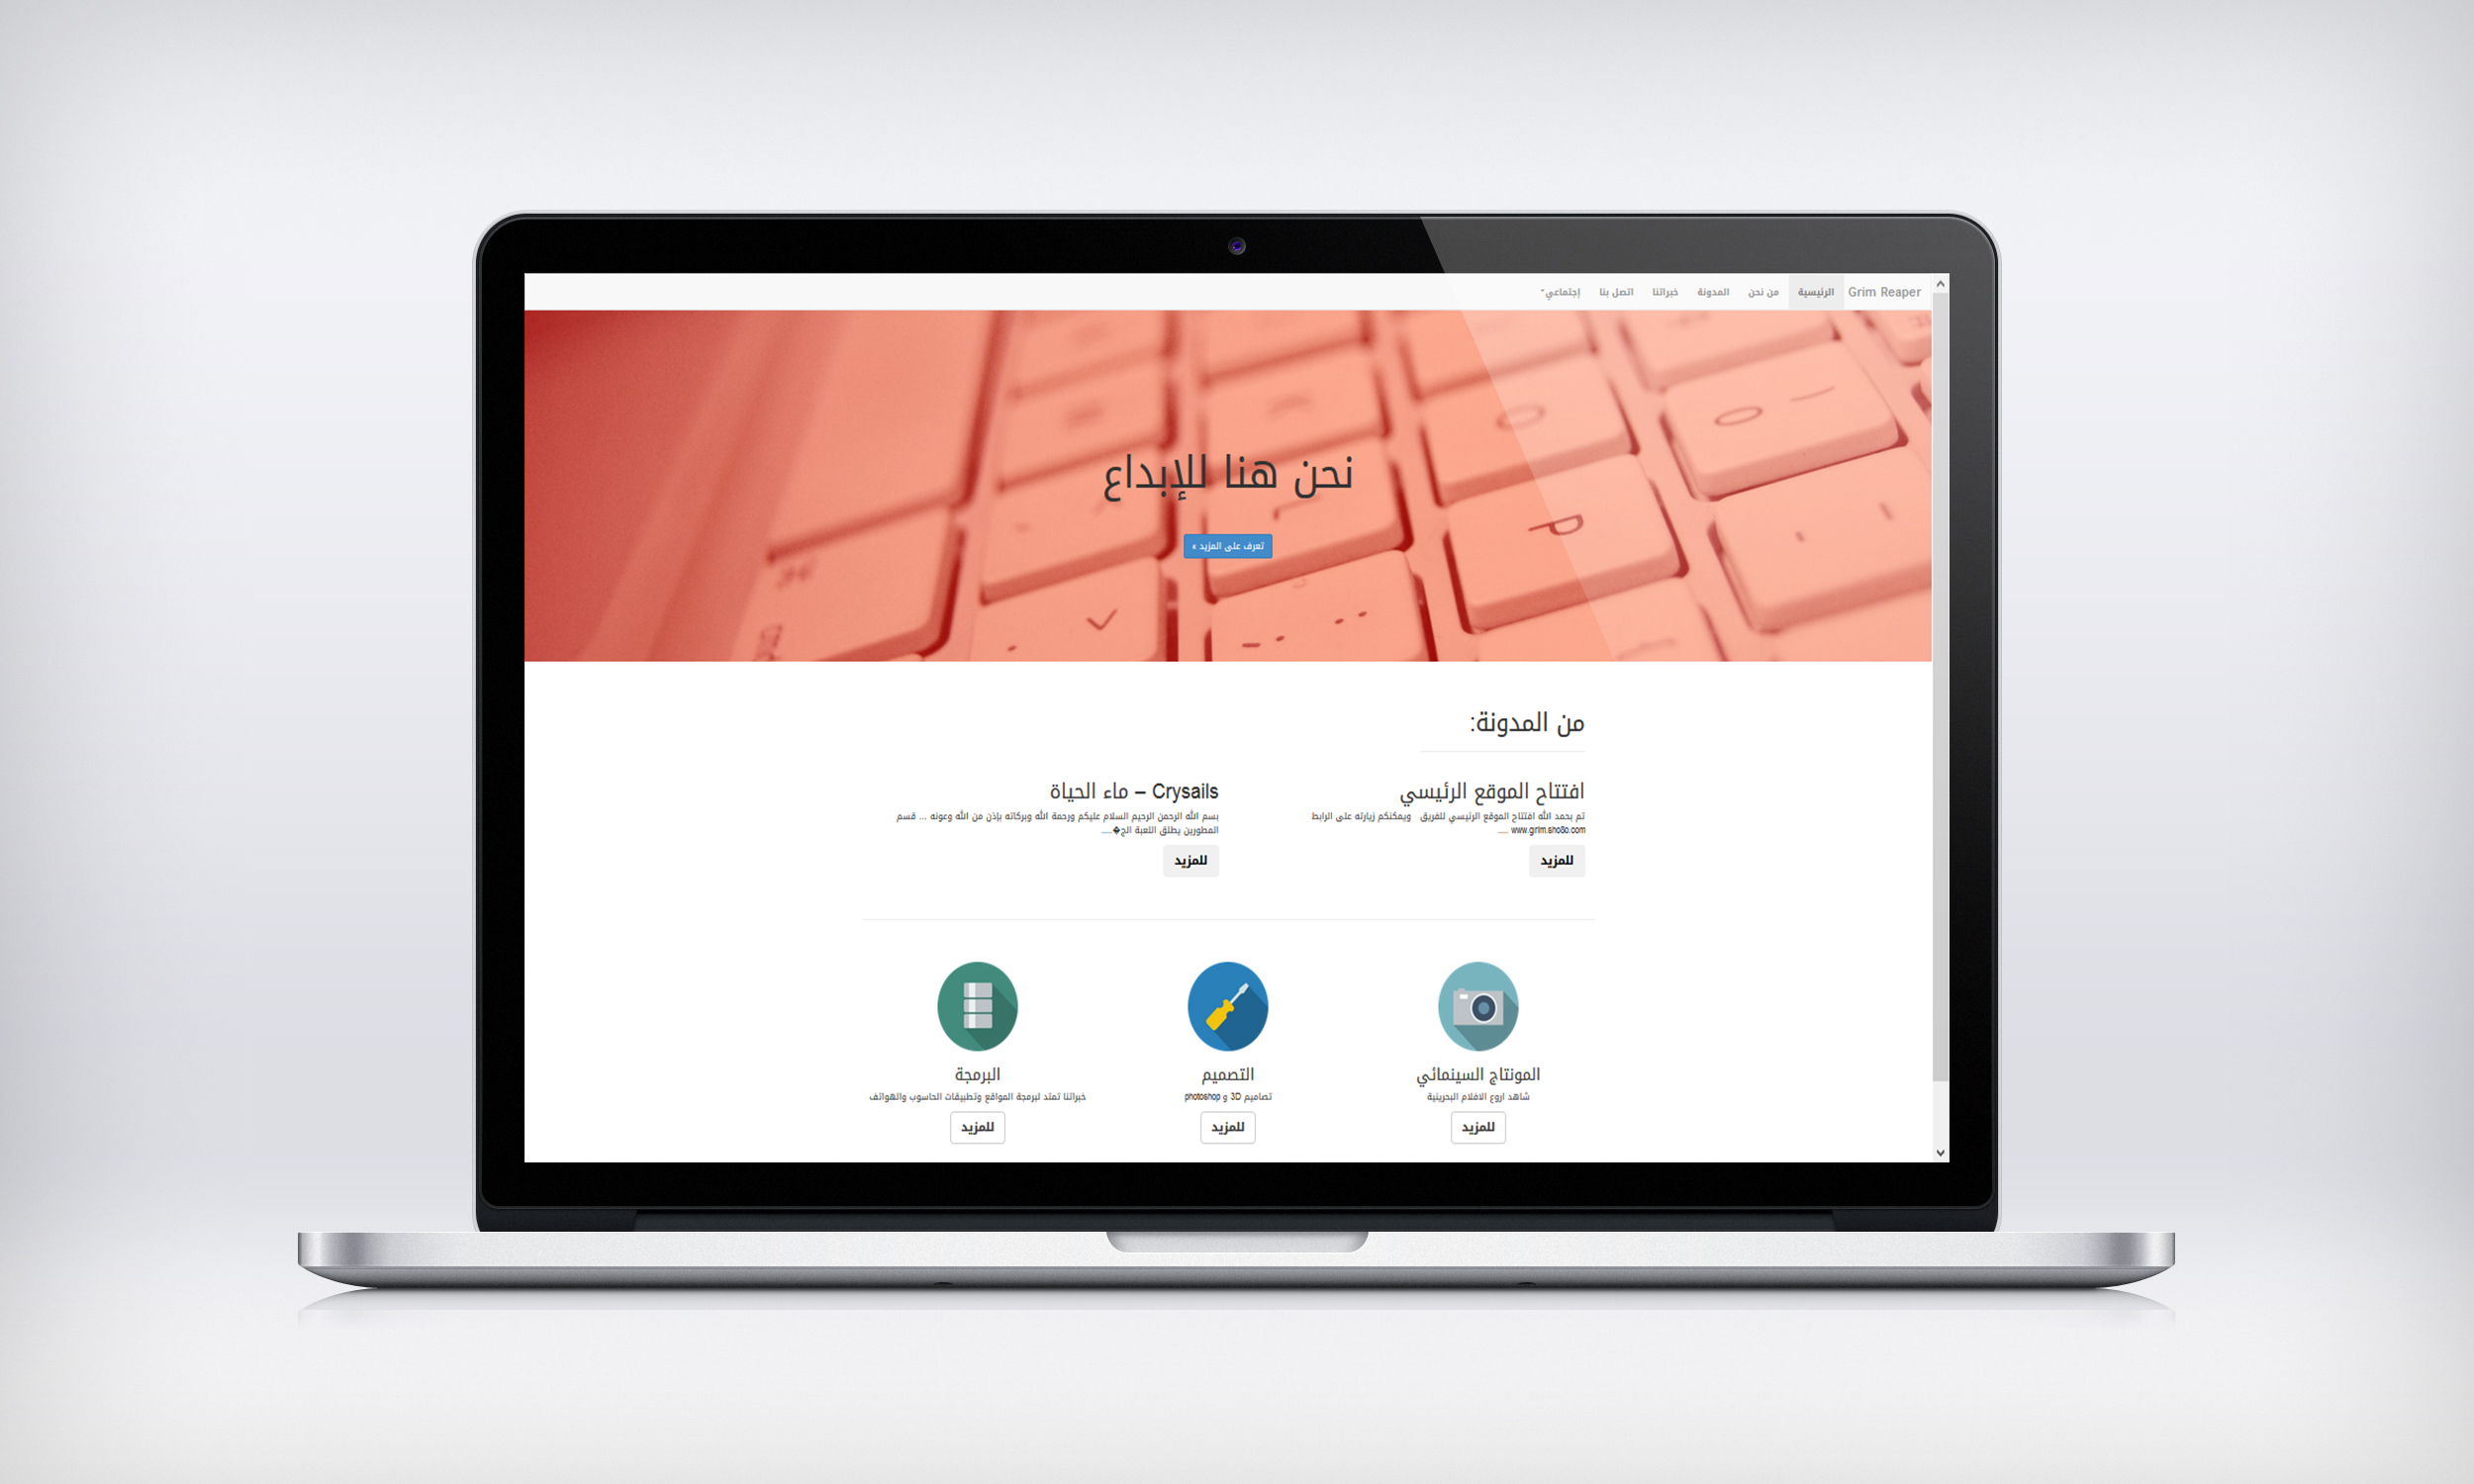 Grim Reaper
الرئيسية
من نحن
المدونة
خبراتنا
اتصل بنا
إجتماعي
نحن هنا للإبداع
تعرف على المزيد »
من المدونة:
افتتاح الموقع الرئيسي
تم بحمد الله افتتاح الموقع الرئيسي للفريق ويمكنكم زيارته على الرابط
www.grim.sho8o.com .....
للمزيد
Crysails – ماء الحياة
بسم الله الرحمن الرحيم السلام عليكم ورحمة الله وبركاته بإذن من الله وعونه ... قسم
المطورين يطلق اللعبة الج�.....
للمزيد
المونتاج السينمائي
شاهد اروع الافلام البحرينية
للمزيد
التصميم
تصاميم 3D و photoshop
للمزيد
البرمجة
خبراتنا تمتد لبرمجة المواقع وتطبيقات الحاسوب والهواتف
للمزيد